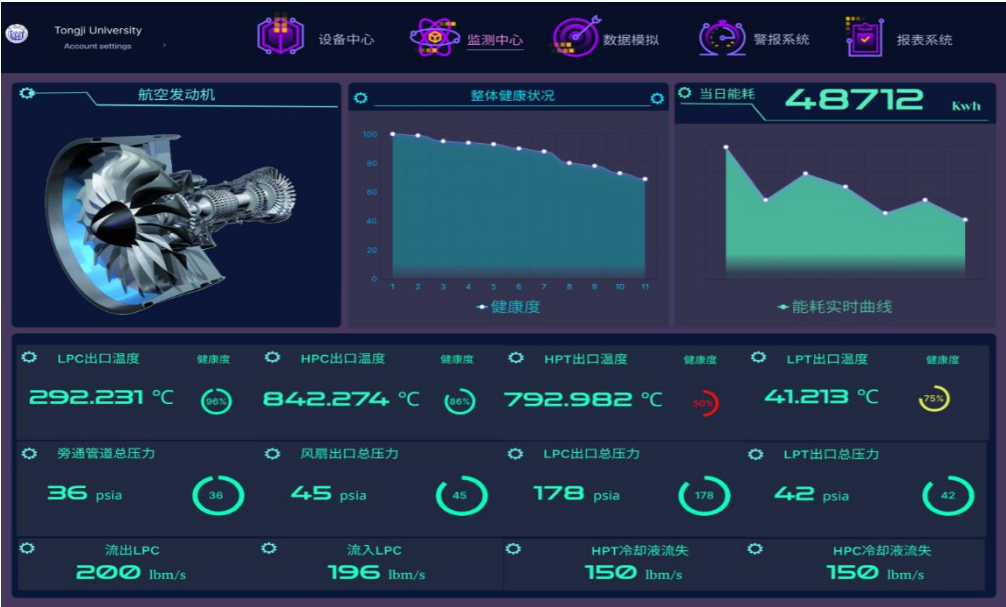 Tongji University
Account settings
设备中心
监测中心
数据模拟
警报系统
报表系统
航空发动机
整体健康状况
当日能耗 48712 Kwh
100
80
60
40
20
0
1 2 3 4 5 6 7 8 9 10 11
健康度
能耗实时曲线
LPC出口温度 健康度
292.231 °C 96%
HPC出口温度 健康度
842.274 °C 86%
HPT出口温度 健康度
792.982 °C 50%
LPT出口温度 健康度
41.213 °C 75%
旁通管道总压力
36 psia 36
风扇出口总压力
45 psia 45
LPC出口总压力
178 psia 178
LPT出口总压力
42 psia 42
流出LPC
200 lbm/s
流入LPC
196 lbm/s
HPT冷却液流失
150 lbm/s
HPC冷却液流失
150 lbm/s